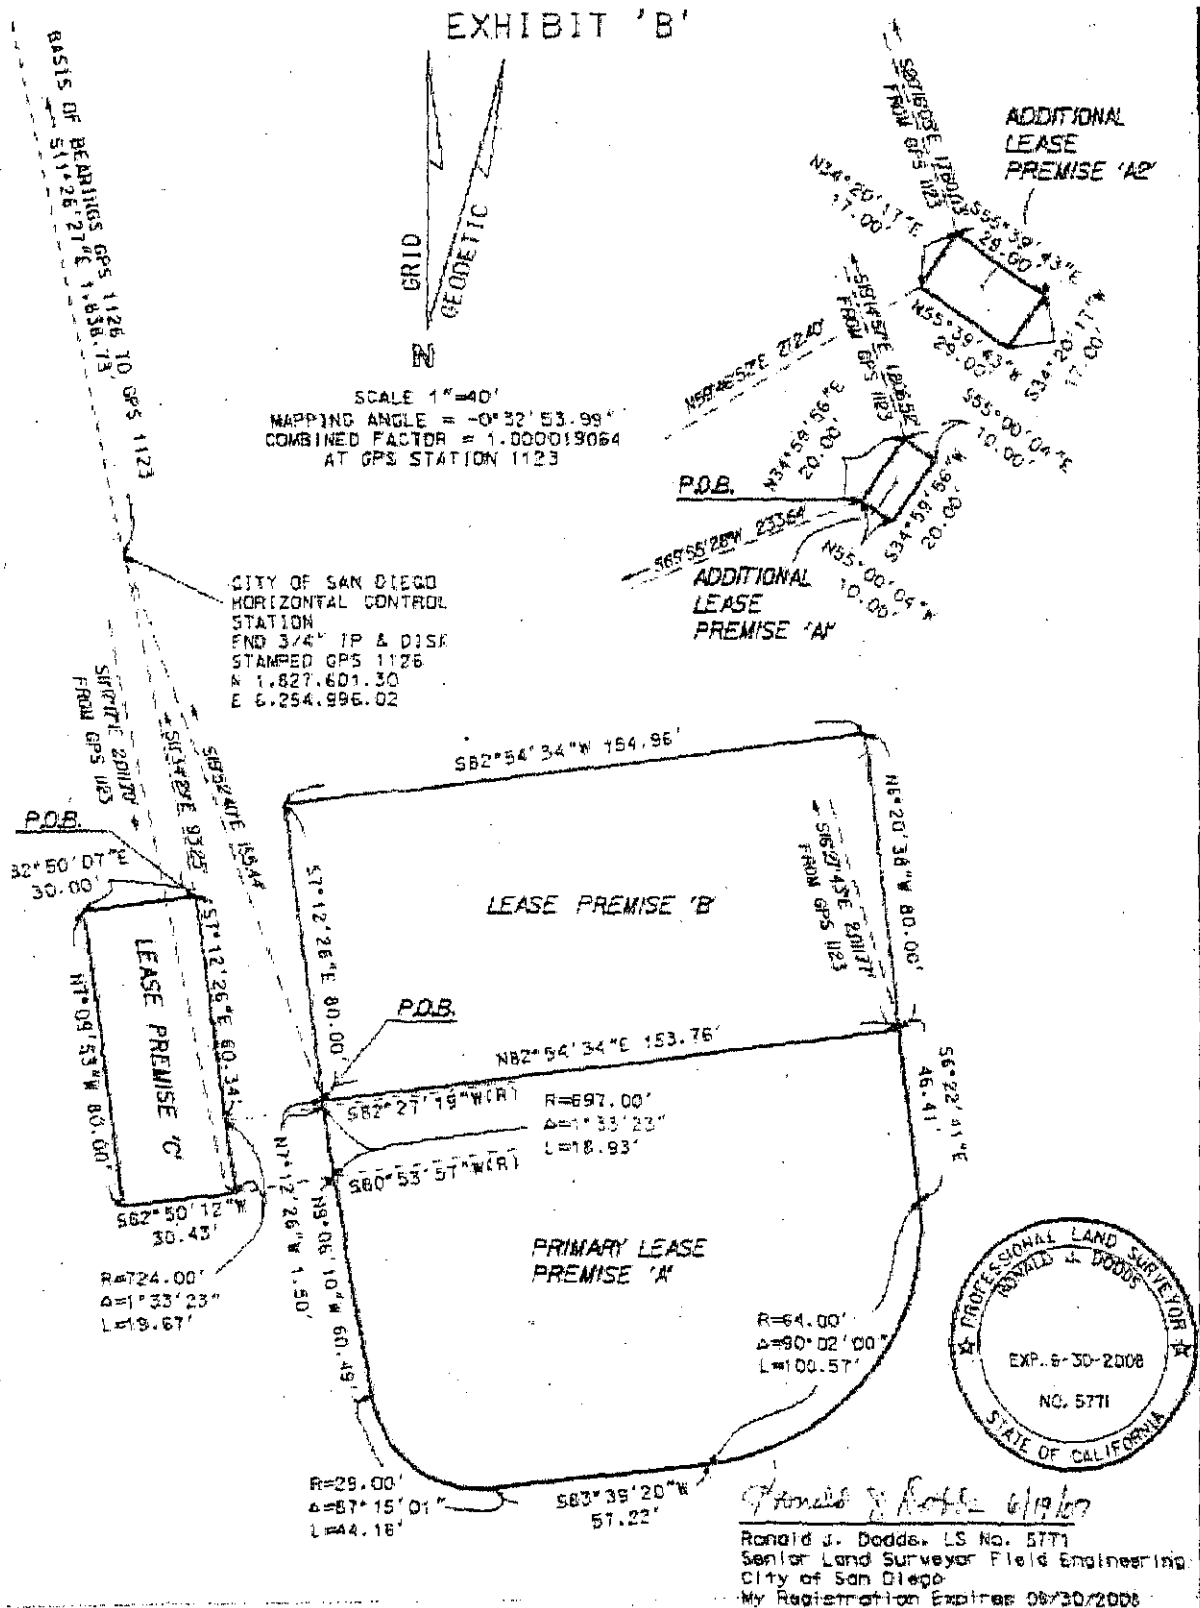 EXHIBIT 'B'
BASIS OF BEARINGS GPS 1126 TO GPS 1123
S11°26'27"E 1,838.73'
GRID
GEODETIC
N
SCALE 1"=40'
MAPPING ANGLE = -0°32'53.99"
COMBINED FACTOR = 1.000019064
AT GPS STATION 1123
FROM GPS 1123
ADDITIONAL
LEASE
PREMISE 'A2'
N34°20'17"E
17.00'
S55°39'43"E
29.00'
N55°39'43"W
29.00'
S34°20'17"W
17.00'
FROM GPS 1123
N34°59'56"E
20.00'
S55°00'04"E
10.00'
S34°59'56"W
20.00'
N55°00'04"W
10.00'
P.O.B.
S65°55'28"W 233.64'
ADDITIONAL
LEASE
PREMISE 'A1'
CITY OF SAN DIEGO
HORIZONTAL CONTROL
STATION
FND 3/4" IP & DISK
STAMPED GPS 1126
N 1,827,601.30
E 6,254,996.02
FROM GPS 1123
P.O.B.
82°50'07"W
30.00'
S7°12'26"E 60.34'
LEASE PREMISE 'C'
N7°09'53"W 80.00'
S82°50'12"W
30.43'
R=724.00'
Δ=1°33'23"
L=19.67'
S82°54'34"W 154.96'
S7°12'26"E 80.00'
LEASE PREMISE 'B'
N6°20'38"W 80.00'
FROM GPS 1123
P.O.B.
N82°54'34"E 153.76'
S82°27'19"W(R)
R=697.00'
Δ=1°33'23"
L=18.93'
S80°53'57"W(R)
N7°12'26"W 1.50'
N9°06'10"W 60.49'
S6°22'41"E
46.41'
PRIMARY LEASE
PREMISE 'A'
R=64.00'
Δ=90°02'00"
L=100.57'
R=29.00'
Δ=87°15'01"
L=44.16'
S83°39'20"W
57.22'
PROFESSIONAL LAND SURVEYOR
RONALD J. DODDS
EXP. 6-30-2008
NO. 5771
STATE OF CALIFORNIA
6/19/07
Ronald J. Dodds, LS No. 5771
Senior Land Surveyor Field Engineering
City of San Diego
My Registration Expires 06/30/2008